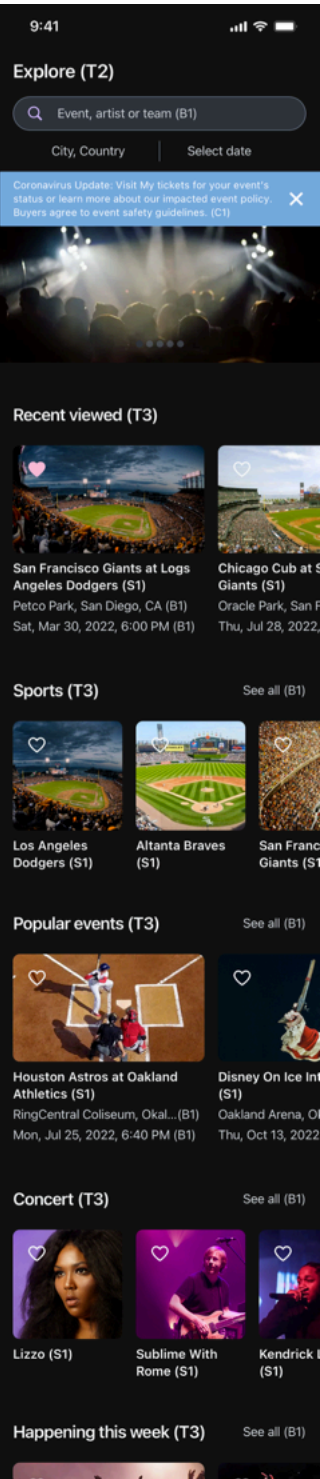 9:41
Explore (T2)
Event, artist or team (B1)
City, Country
Select date
Coronavirus Update: Visit My tickets for your event's
status or learn more about our impacted event policy.
Buyers agree to event safety guidelines. (C1)
Recent viewed (T3)
San Francisco Giants at Logs
Angeles Dodgers (S1)
Petco Park, San Diego, CA (B1)
Sat, Mar 30, 2022, 6:00 PM (B1)
Chicago Cub at S
Giants (S1)
Oracle Park, San F
Thu, Jul 28, 2022,
Sports (T3)
See all (B1)
Los Angeles
Dodgers (S1)
Altanta Braves
(S1)
San Franc
Giants (S1
Popular events (T3)
See all (B1)
Houston Astros at Oakland
Athletics (S1)
RingCentral Coliseum, Okal...(B1)
Mon, Jul 25, 2022, 6:40 PM (B1)
Disney On Ice Int
(S1)
Oakland Arena, O
Thu, Oct 13, 2022
Concert (T3)
See all (B1)
Lizzo (S1)
Sublime With
Rome (S1)
Kendrick L
(S1)
Happening this week (T3)
See all (B1)